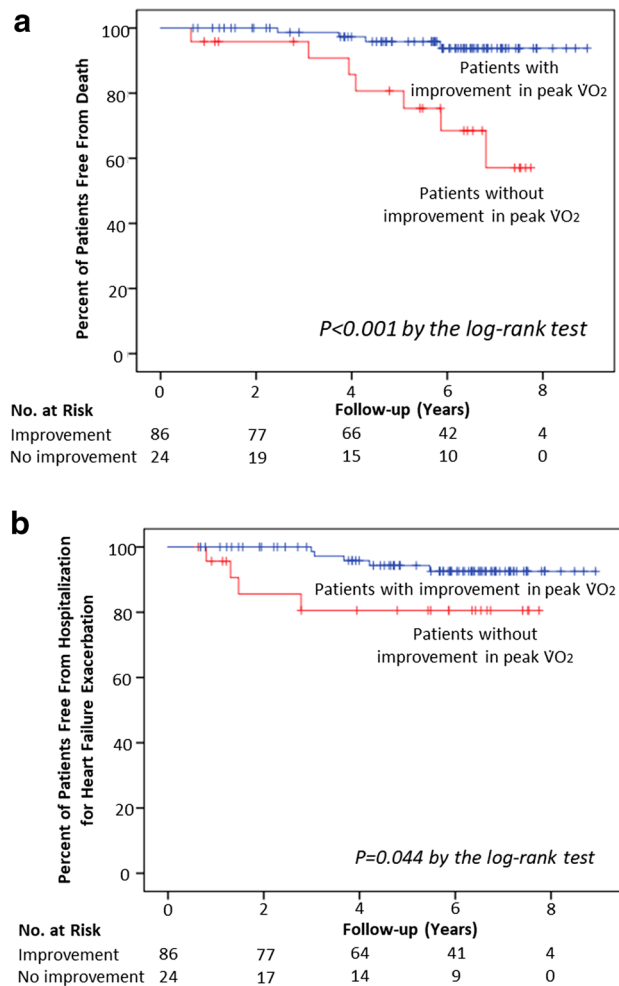 a
Percent of Patients Free From Death
100
80
60
40
20
0
Patients with
improvement in peak V̇O2
Patients without
improvement in peak V̇O2
P<0.001 by the log-rank test
0 2 4 6 8
No. at Risk Follow-up (Years)
Improvement 86 77 66 42 4
No improvement 24 19 15 10 0
b
Percent of Patients Free From Hospitalization
for Heart Failure Exacerbation
100
80
60
40
20
0
Patients with improvement in peak V̇O2
Patients without
improvement in peak V̇O2
P=0.044 by the log-rank test
0 2 4 6 8
No. at Risk Follow-up (Years)
Improvement 86 77 64 41 4
No improvement 24 17 14 9 0